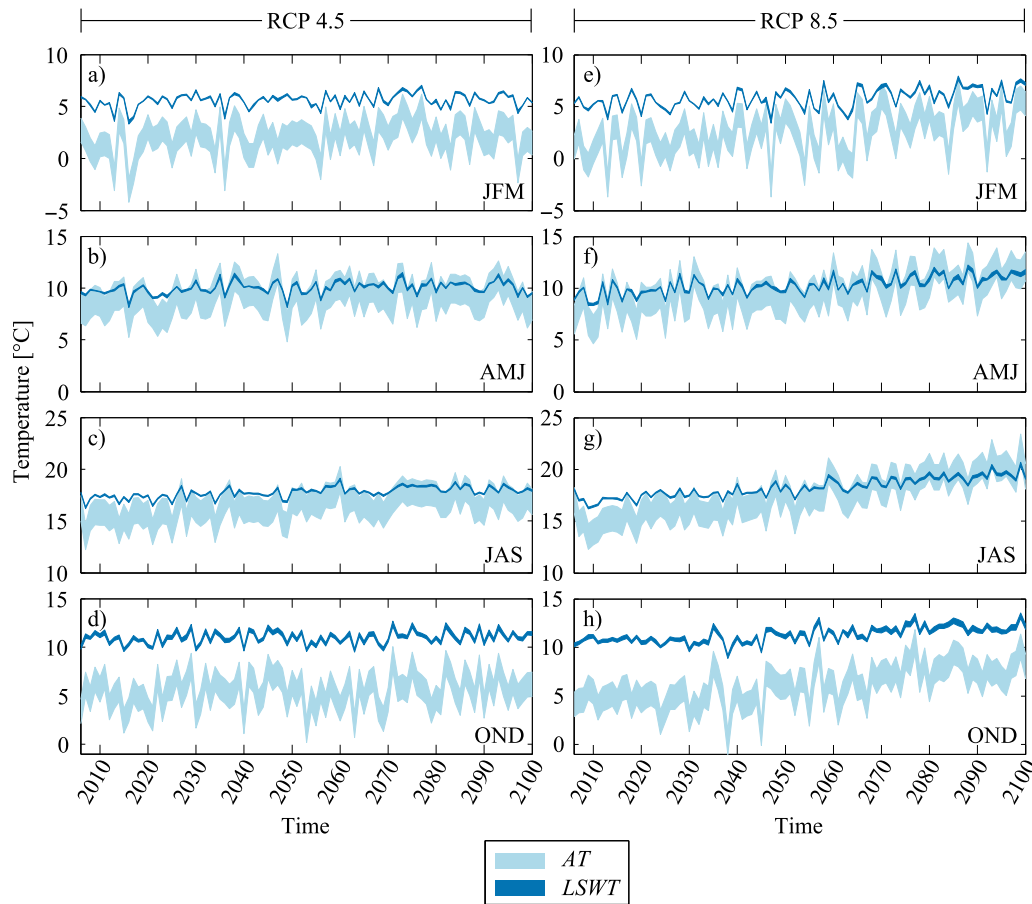 RCP 4.5
RCP 8.5
Temperature [°C]
10
5
0
−5
a)
JFM
15
10
5
0
b)
AMJ
25
20
15
10
c)
JAS
15
10
5
0
d)
OND
2010
2020
2030
2040
2050
2060
2070
2080
2090
2100
Time
10
5
0
−5
e)
JFM
15
10
5
0
f)
AMJ
25
20
15
10
g)
JAS
15
10
5
0
h)
OND
2010
2020
2030
2040
2050
2060
2070
2080
2090
2100
Time
AT
LSWT